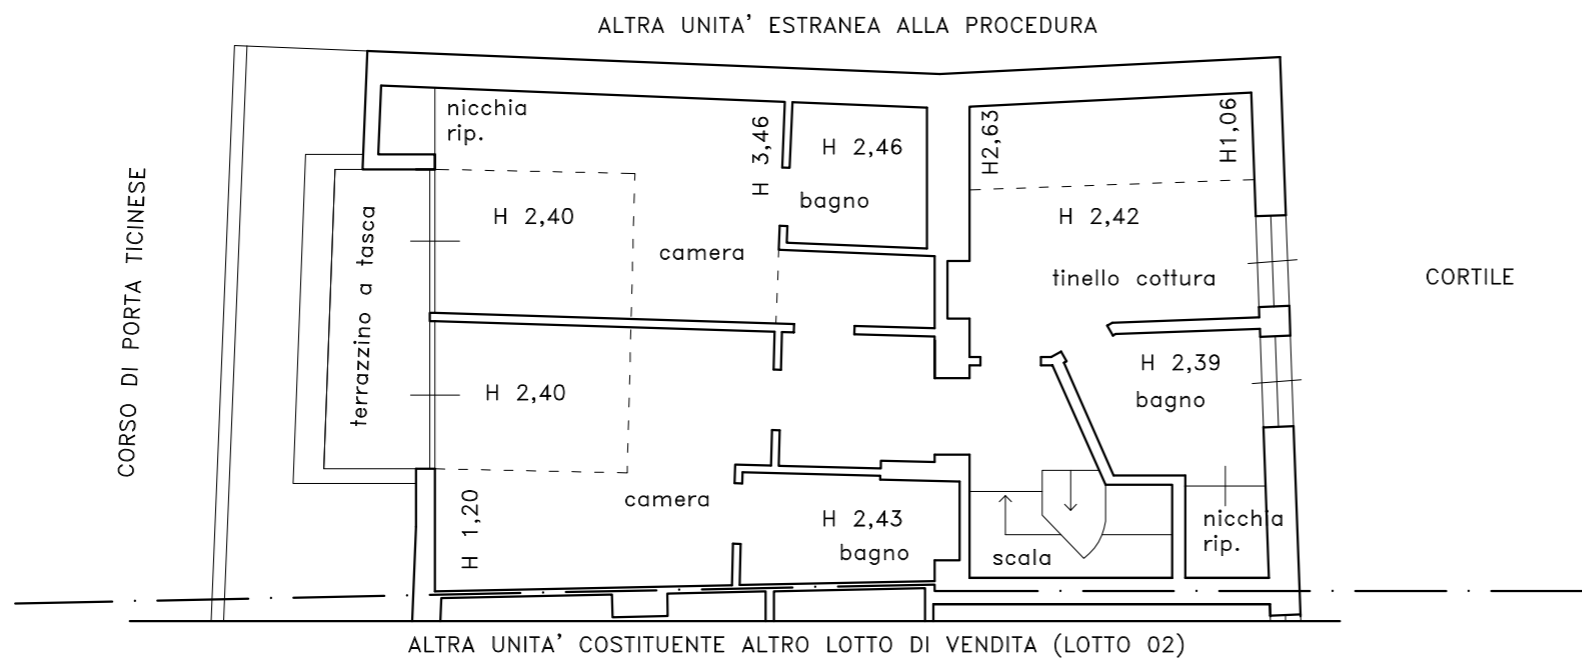 ALTRA UNITA' ESTRANEA ALLA PROCEDURA
nicchia
rip.
H 3,46
H 2,46
bagno
H2,63
H1,06
H 2,40
H 2,42
camera
tinello cottura
CORTILE
CORSO DI PORTA TICINESE
terrazzino a tasca
H 2,40
H 2,39
bagno
H 1,20
camera
H 2,43
bagno
scala
nicchia
rip.
ALTRA UNITA' COSTITUENTE ALTRO LOTTO DI VENDITA (LOTTO 02)